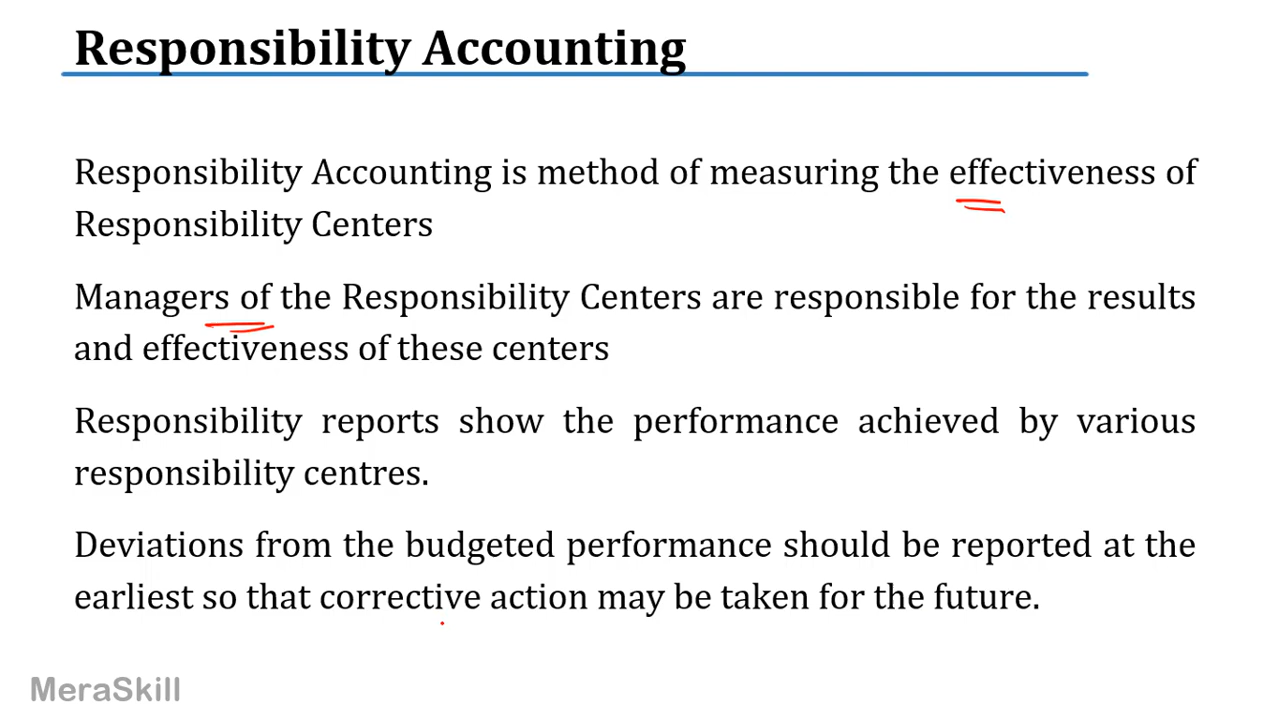 Responsibility Accounting
Responsibility Accounting is method of measuring the effectiveness of
Responsibility Centers
Managers of the Responsibility Centers are responsible for the results
and effectiveness of these centers
Responsibility reports show the performance achieved by various
responsibility centres.
Deviations from the budgeted performance should be reported at the
earliest so that corrective action may be taken for the future.
MeraSkill